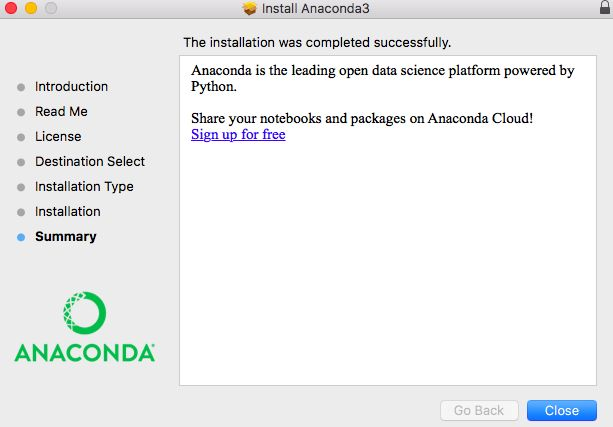 Install Anaconda3
The installation was completed successfully.
Introduction
Read Me
License
Destination Select
Installation Type
Installation
Summary
ANACONDA
Anaconda is the leading open data science platform powered by
Python.
Share your notebooks and packages on Anaconda Cloud!
Sign up for free
Go Back
Close